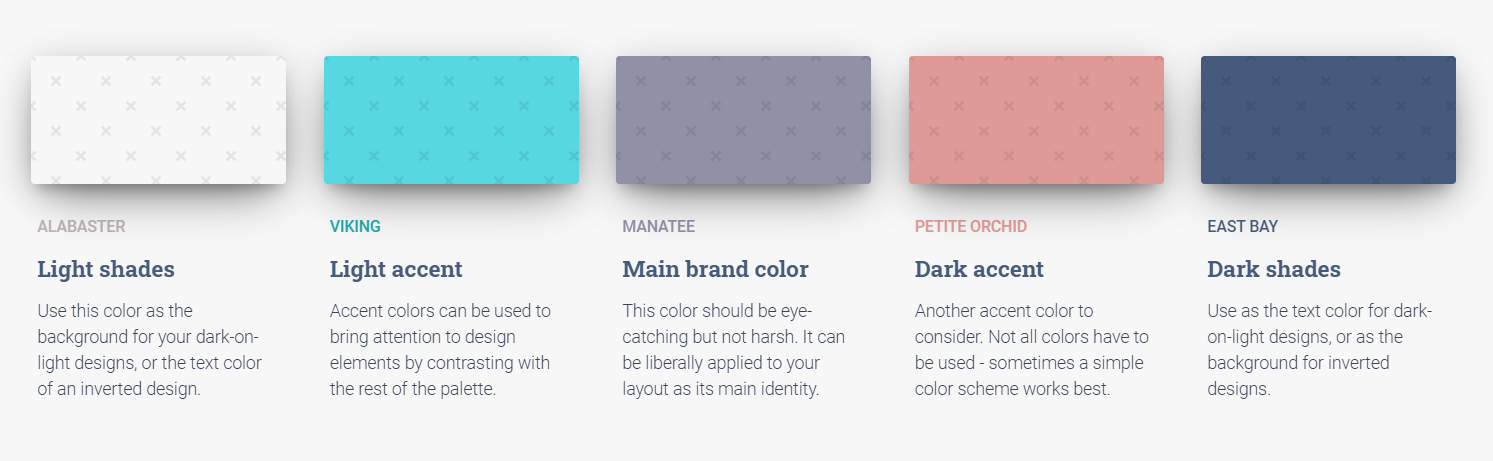 ALABASTER
Light shades
Use this color as the
background for your dark-on-
light designs, or the text color
of an inverted design.
VIKING
Light accent
Accent colors can be used to
bring attention to design
elements by contrasting with
the rest of the palette.
MANATEE
Main brand color
This color should be eye-
catching but not harsh. It can
be liberally applied to your
layout as its main identity.
PETITE ORCHID
Dark accent
Another accent color to
consider. Not all colors have to
be used - sometimes a simple
color scheme works best.
EAST BAY
Dark shades
Use as the text color for dark-
on-light designs, or as the
background for inverted
designs.